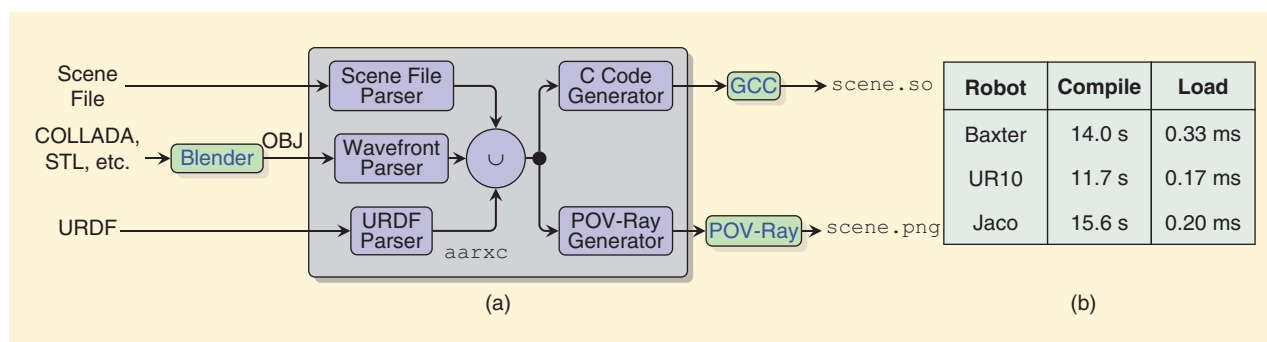 Scene
File
COLLADA,
STL, etc.
Blender
OBJ
URDF
Scene File
Parser
Wavefront
Parser
URDF
Parser
aarxc
∪
C Code
Generator
POV-Ray
Generator
GCC
scene.so
POV-Ray
scene.png
(a)
Robot Compile Load
Baxter 14.0 s 0.33 ms
UR10 11.7 s 0.17 ms
Jaco 15.6 s 0.20 ms
(b)